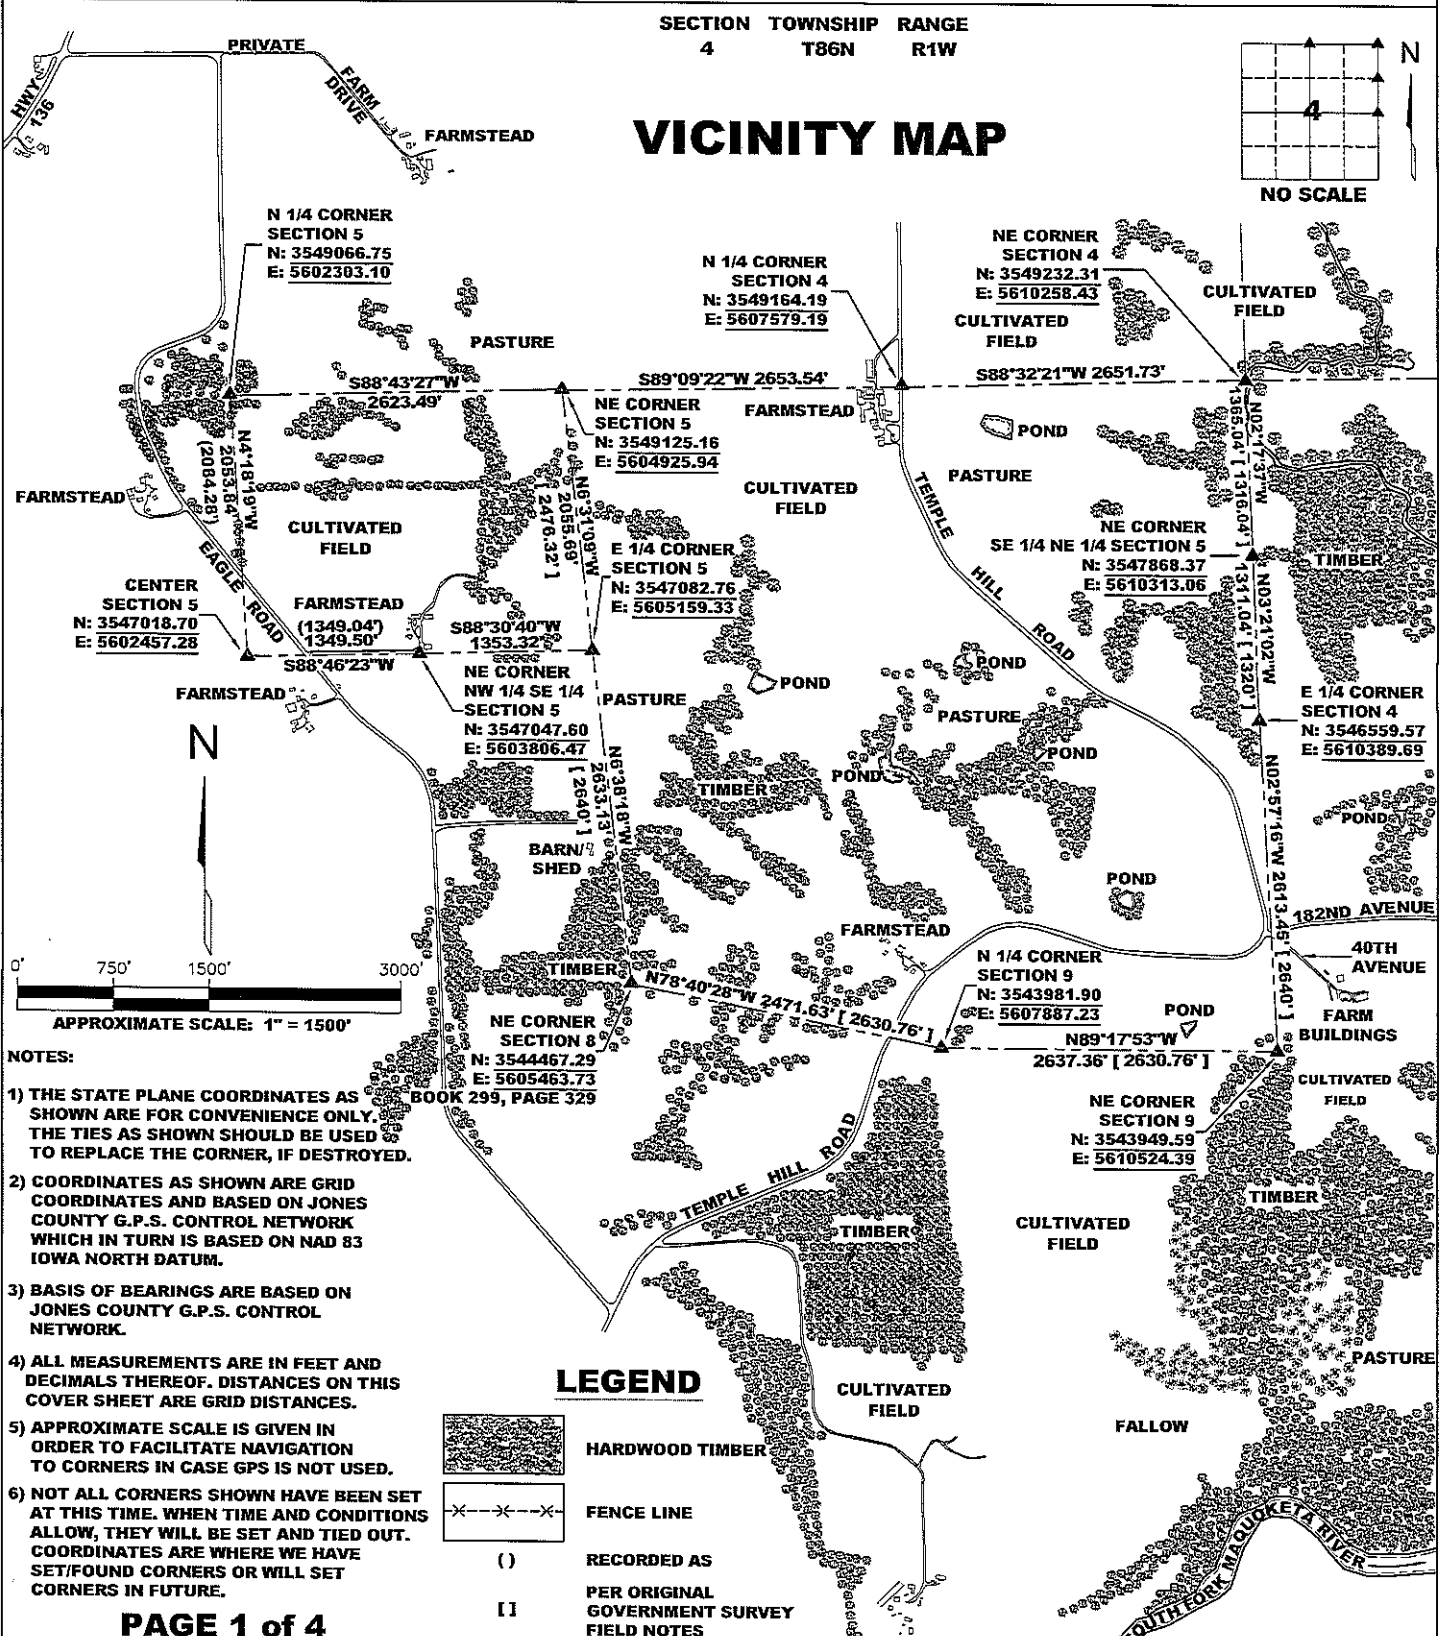 SECTION TOWNSHIP RANGE
4 T86N R1W
VICINITY MAP
N
4
NO SCALE
HWY
136
PRIVATE
FARM
DRIVE
FARMSTEAD
N 1/4 CORNER
SECTION 5
N: 3549066.75
E: 5602303.10
N 1/4 CORNER
SECTION 4
N: 3549164.19
E: 5607579.19
NE CORNER
SECTION 4
N: 3549232.31
E: 5610258.43
CULTIVATED
FIELD
CULTIVATED
FIELD
PASTURE
S88°43'27"W
2623.49'
S89°09'22"W 2653.54'
S88°32'21"W 2651.73'
NE CORNER
SECTION 5
N: 3549125.16
E: 5604925.94
FARMSTEAD
POND
N4°18'19"W
2053.84'
(2084.28')
N02°17'37"W
1365.04' [ 1316.04' ]
FARMSTEAD
CULTIVATED
FIELD
N6°31'09"W
2055.69'
[ 2476.32' ]
CULTIVATED
FIELD
PASTURE
TEMPLE
HILL
ROAD
NE CORNER
SE 1/4 NE 1/4 SECTION 5
N: 3547868.37
E: 5610313.06
TIMBER
EAGLE ROAD
E 1/4 CORNER
SECTION 5
N: 3547082.76
E: 5605159.33
CENTER
SECTION 5
N: 3547018.70
E: 5602457.28
FARMSTEAD
(1349.04')
1349.50'
S88°46'23"W
S88°30'40"W
1353.32'
N03°21'02"W
1311.04' [ 1320' ]
FARMSTEAD
NE CORNER
NW 1/4 SE 1/4
SECTION 5
N: 3547047.60
E: 5603806.47
PASTURE
POND
POND
PASTURE
POND
POND
E 1/4 CORNER
SECTION 4
N: 3546559.57
E: 5610389.69
N
TIMBER
N6°38'18"W
2633.13'
[ 2640' ]
N02°57'16"W 2613.45' [ 2640' ]
POND
BARN/
SHED
POND
182ND AVENUE
FARMSTEAD
40TH
AVENUE
0' 750' 1500' 3000'
APPROXIMATE SCALE: 1" = 1500'
TIMBER
N78°40'28"W 2471.63' [ 2630.76' ]
N 1/4 CORNER
SECTION 9
N: 3543981.90
E: 5607887.23
POND
FARM
BUILDINGS
NE CORNER
SECTION 8
N: 3544467.29
E: 5605463.73
BOOK 299, PAGE 329
N89°17'53"W
2637.36' [ 2630.76' ]
CULTIVATED
FIELD
NE CORNER
SECTION 9
N: 3543949.59
E: 5610524.39
NOTES:
1) THE STATE PLANE COORDINATES AS
SHOWN ARE FOR CONVENIENCE ONLY.
THE TIES AS SHOWN SHOULD BE USED
TO REPLACE THE CORNER, IF DESTROYED.
2) COORDINATES AS SHOWN ARE GRID
COORDINATES AND BASED ON JONES
COUNTY G.P.S. CONTROL NETWORK
WHICH IN TURN IS BASED ON NAD 83
IOWA NORTH DATUM.
3) BASIS OF BEARINGS ARE BASED ON
JONES COUNTY G.P.S. CONTROL
NETWORK.
4) ALL MEASUREMENTS ARE IN FEET AND
DECIMALS THEREOF. DISTANCES ON THIS
COVER SHEET ARE GRID DISTANCES.
5) APPROXIMATE SCALE IS GIVEN IN
ORDER TO FACILITATE NAVIGATION
TO CORNERS IN CASE GPS IS NOT USED.
6) NOT ALL CORNERS SHOWN HAVE BEEN SET
AT THIS TIME. WHEN TIME AND CONDITIONS
ALLOW, THEY WILL BE SET AND TIED OUT.
COORDINATES ARE WHERE WE HAVE
SET/FOUND CORNERS OR WILL SET
CORNERS IN FUTURE.
PAGE 1 of 4
TEMPLE HILL ROAD
TIMBER
CULTIVATED
FIELD
TIMBER
PASTURE
CULTIVATED
FIELD
FALLOW
SOUTH FORK MAQUOKETA RIVER
LEGEND
HARDWOOD TIMBER
FENCE LINE
( ) RECORDED AS
[ ] PER ORIGINAL
GOVERNMENT SURVEY
FIELD NOTES